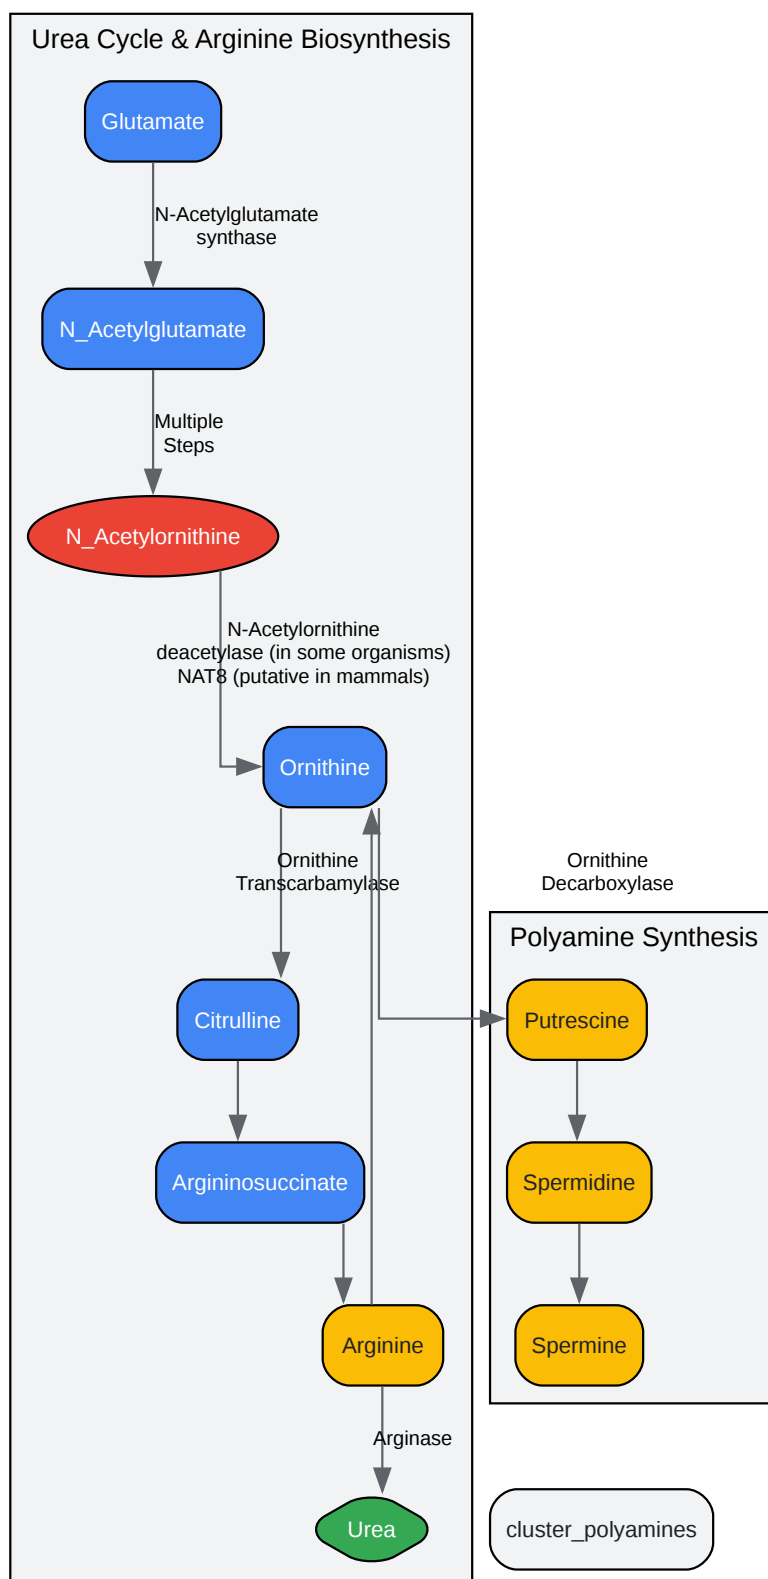 Urea Cycle & Arginine Biosynthesis
Glutamate
N-Acetylglutamate
synthase
N_Acetylglutamate
Multiple
Steps
N_Acetylornithine
N-Acetylornithine
deacetylase (in some organisms)
NAT8 (putative in mammals)
Ornithine
Ornithine
Transcarbamylase
Ornithine
Decarboxylase
Polyamine Synthesis
Citrulline
Putrescine
Argininosuccinate
Spermidine
Arginine
Spermine
Arginase
Urea
cluster_polyamines